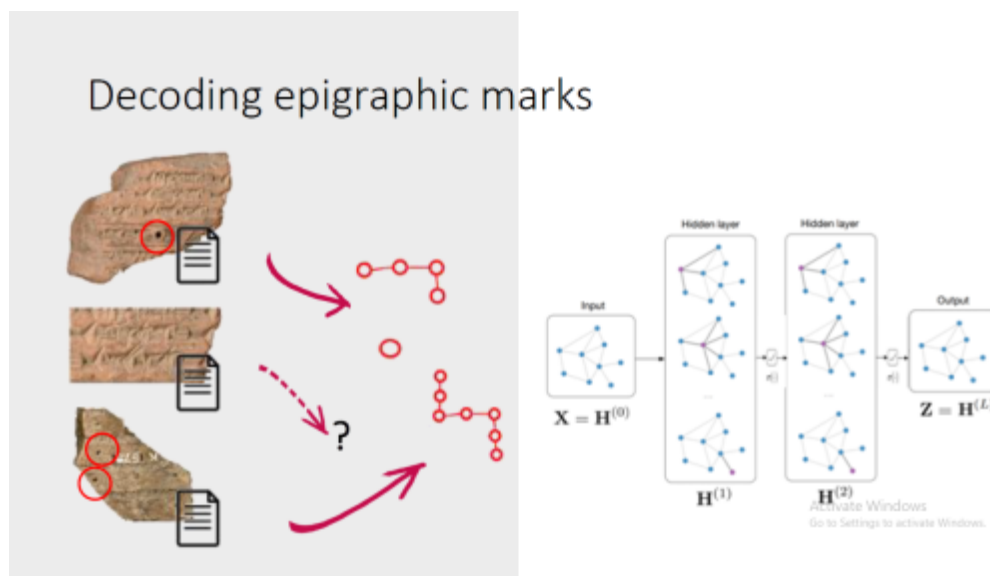 Decoding epigraphic marks
?
Hidden layer
Hidden layer
Input
Output
...
...
X = H(0)
Z = H(L
H(1)
H(2)
Activate Windows
Go to Settings to activate Windows.